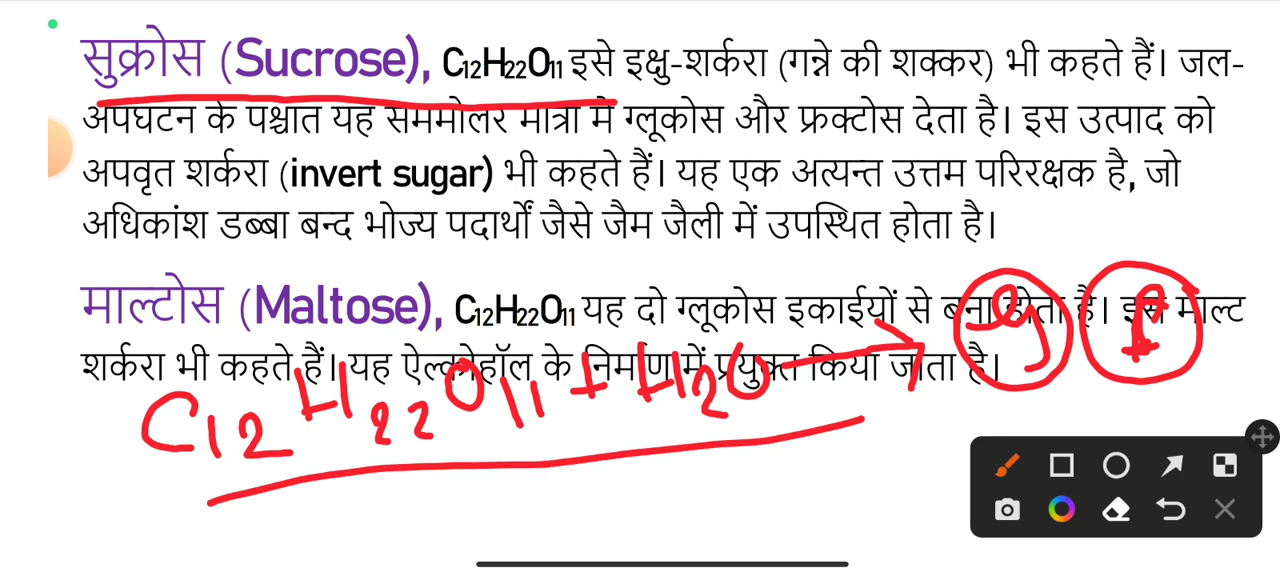 सुक्रोस (Sucrose), C12H22O11 इसे इक्षु-शर्करा (गन्ने की शक्कर) भी कहते हैं। जल-
अपघटन के पश्चात यह सममोलर मात्रा में ग्लूकोस और फ्रक्टोस देता है। इस उत्पाद को
अपवृत शर्करा (invert sugar) भी कहते हैं। यह एक अत्यन्त उत्तम परिरक्षक है, जो
अधिकांश डब्बा बन्द भोज्य पदार्थों जैसे जैम जैली में उपस्थित होता है।
माल्टोस (Maltose), C12H22O11 यह दो ग्लूकोस इकाईयों से बना होता है। इसे माल्ट
शर्करा भी कहते हैं। यह ऐल्कोहॉल के निर्माण में प्रयुक्त किया जाता है।
C12H22O11 + H2O → g f